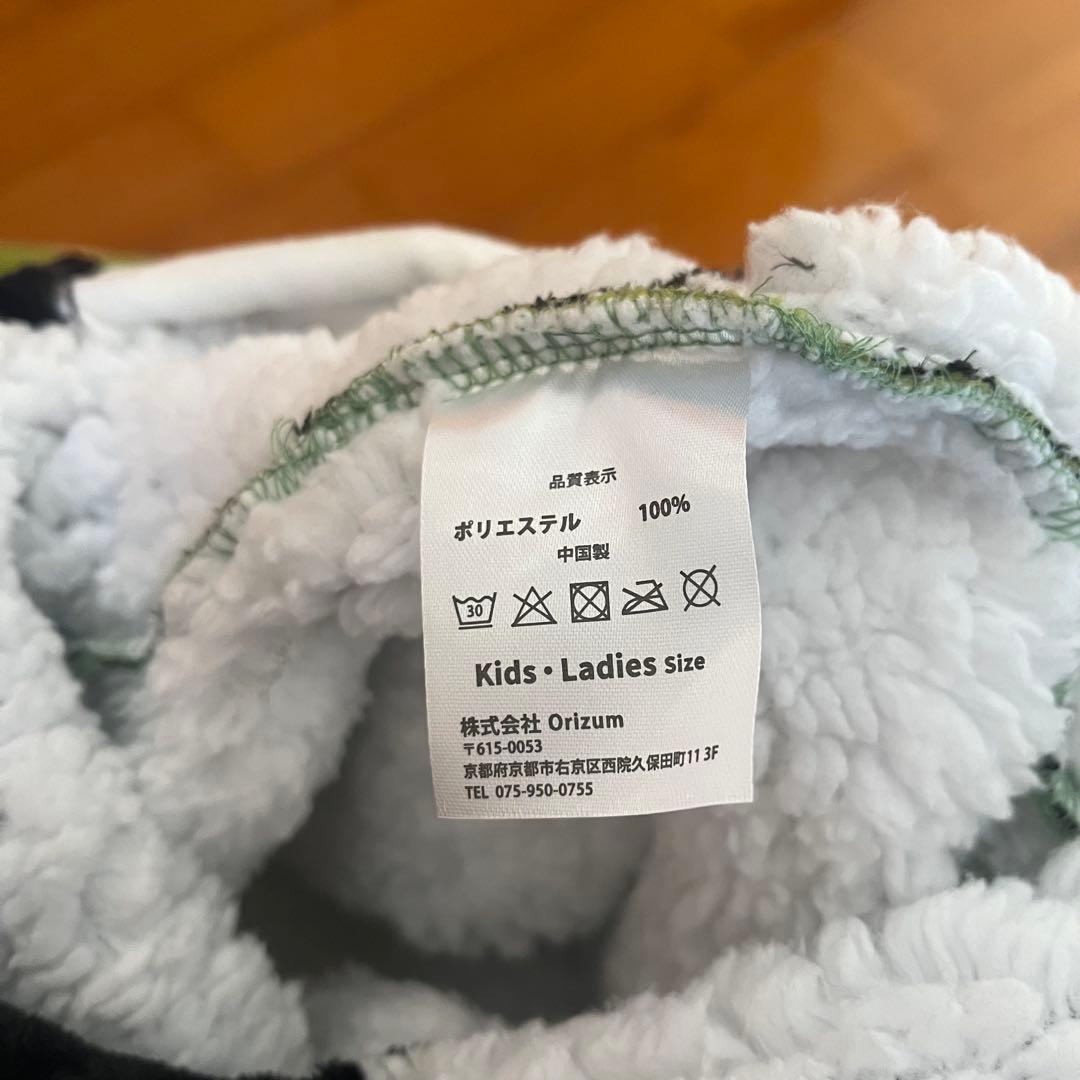 品質表示
ポリエステル 100%
中国製
30
Kids・Ladies Size
株式会社 Orizum
〒615-0053
京都府京都市右京区西院久保田町11 3F
TEL 075-950-0755